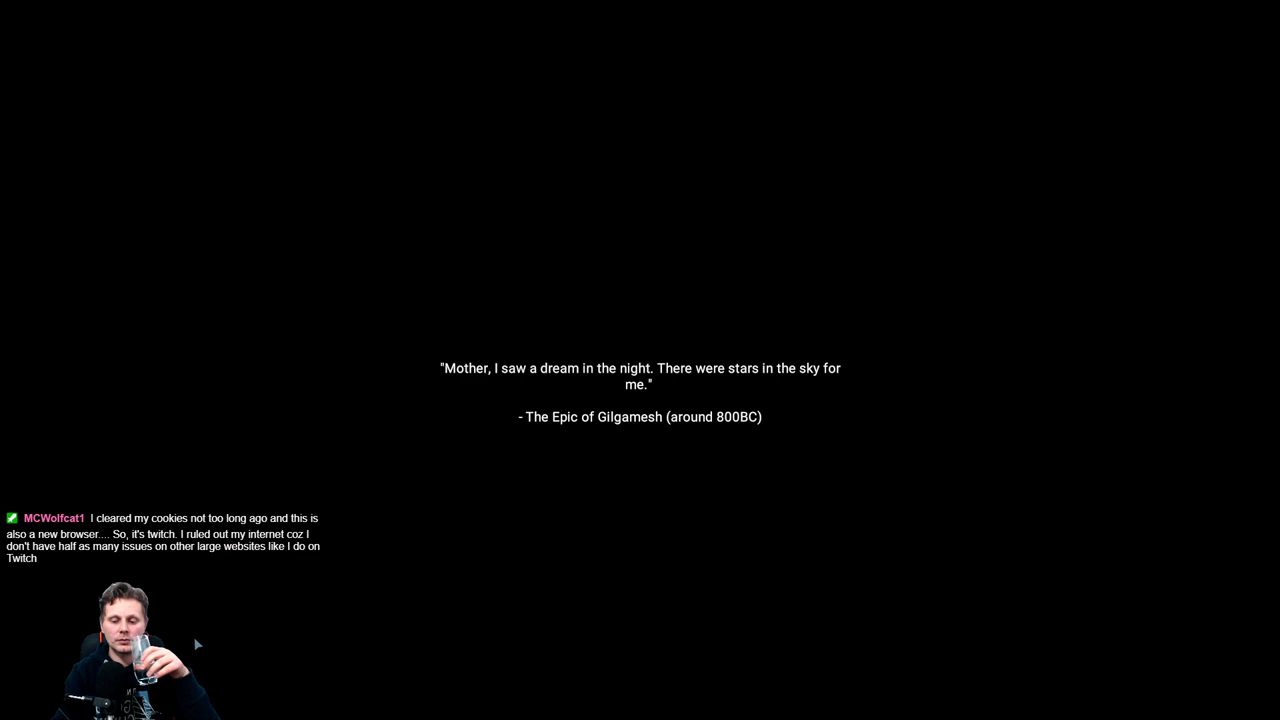 "Mother, I saw a dream in the night. There were stars in the sky for
me."
- The Epic of Gilgamesh (around 800BC)
MCWolfcat1 I cleared my cookies not too long ago and this is
also a new browser.... So, it's twitch. I ruled out my internet coz I
don't have half as many issues on other large websites like I do on
Twitch